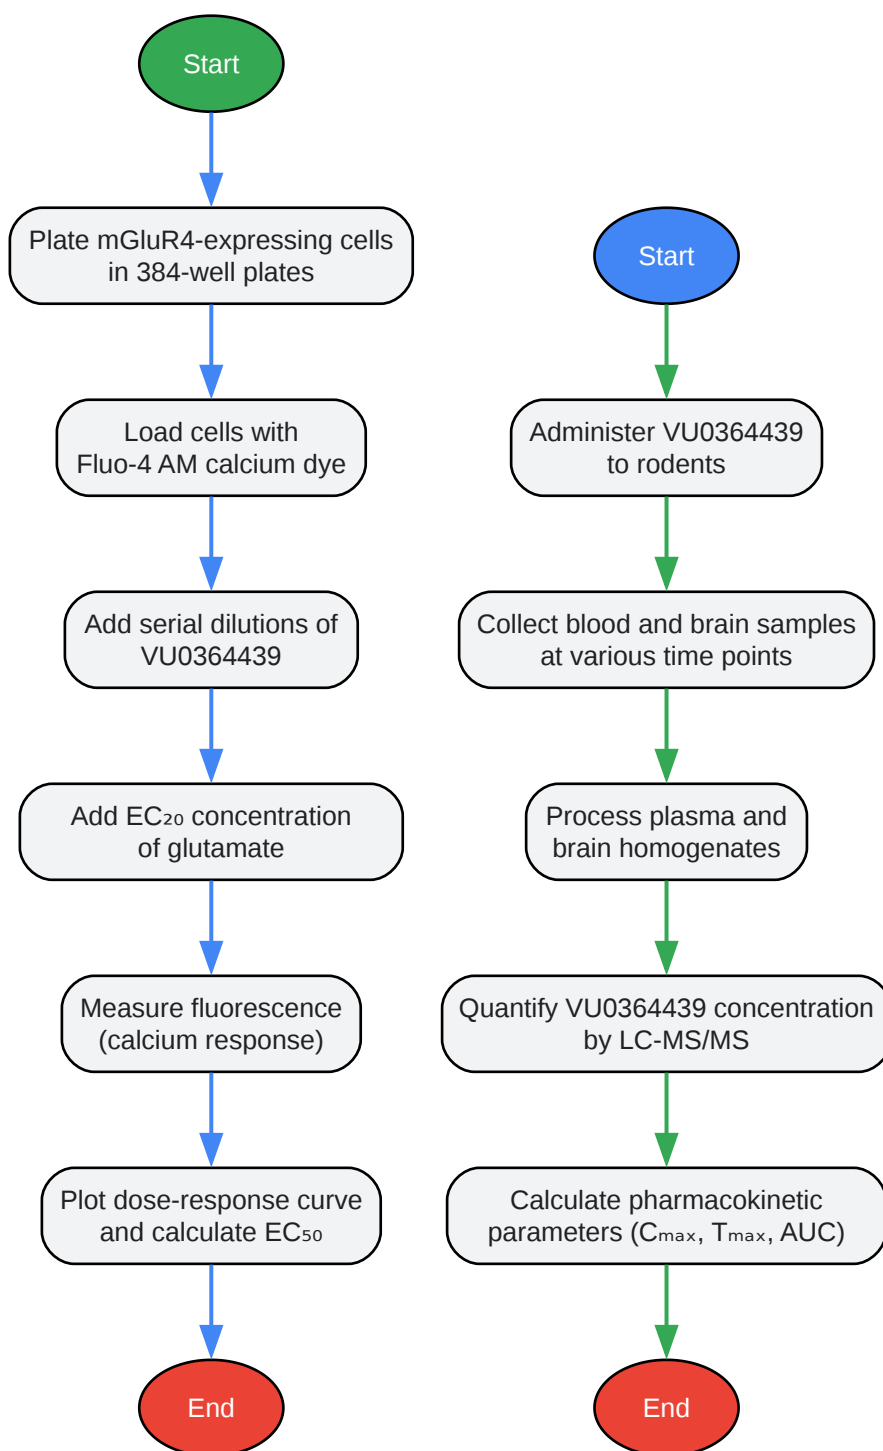 Start
Plate mGluR4-expressing cells
in 384-well plates
Load cells with
Fluo-4 AM calcium dye
Add serial dilutions of
VU0364439
Add EC₂₀ concentration
of glutamate
Measure fluorescence
(calcium response)
Plot dose-response curve
and calculate EC₅₀
End
Start
Administer VU0364439
to rodents
Collect blood and brain samples
at various time points
Process plasma and
brain homogenates
Quantify VU0364439 concentration
by LC-MS/MS
Calculate pharmacokinetic
parameters (Cₘₐₓ, Tₘₐₓ, AUC)
End